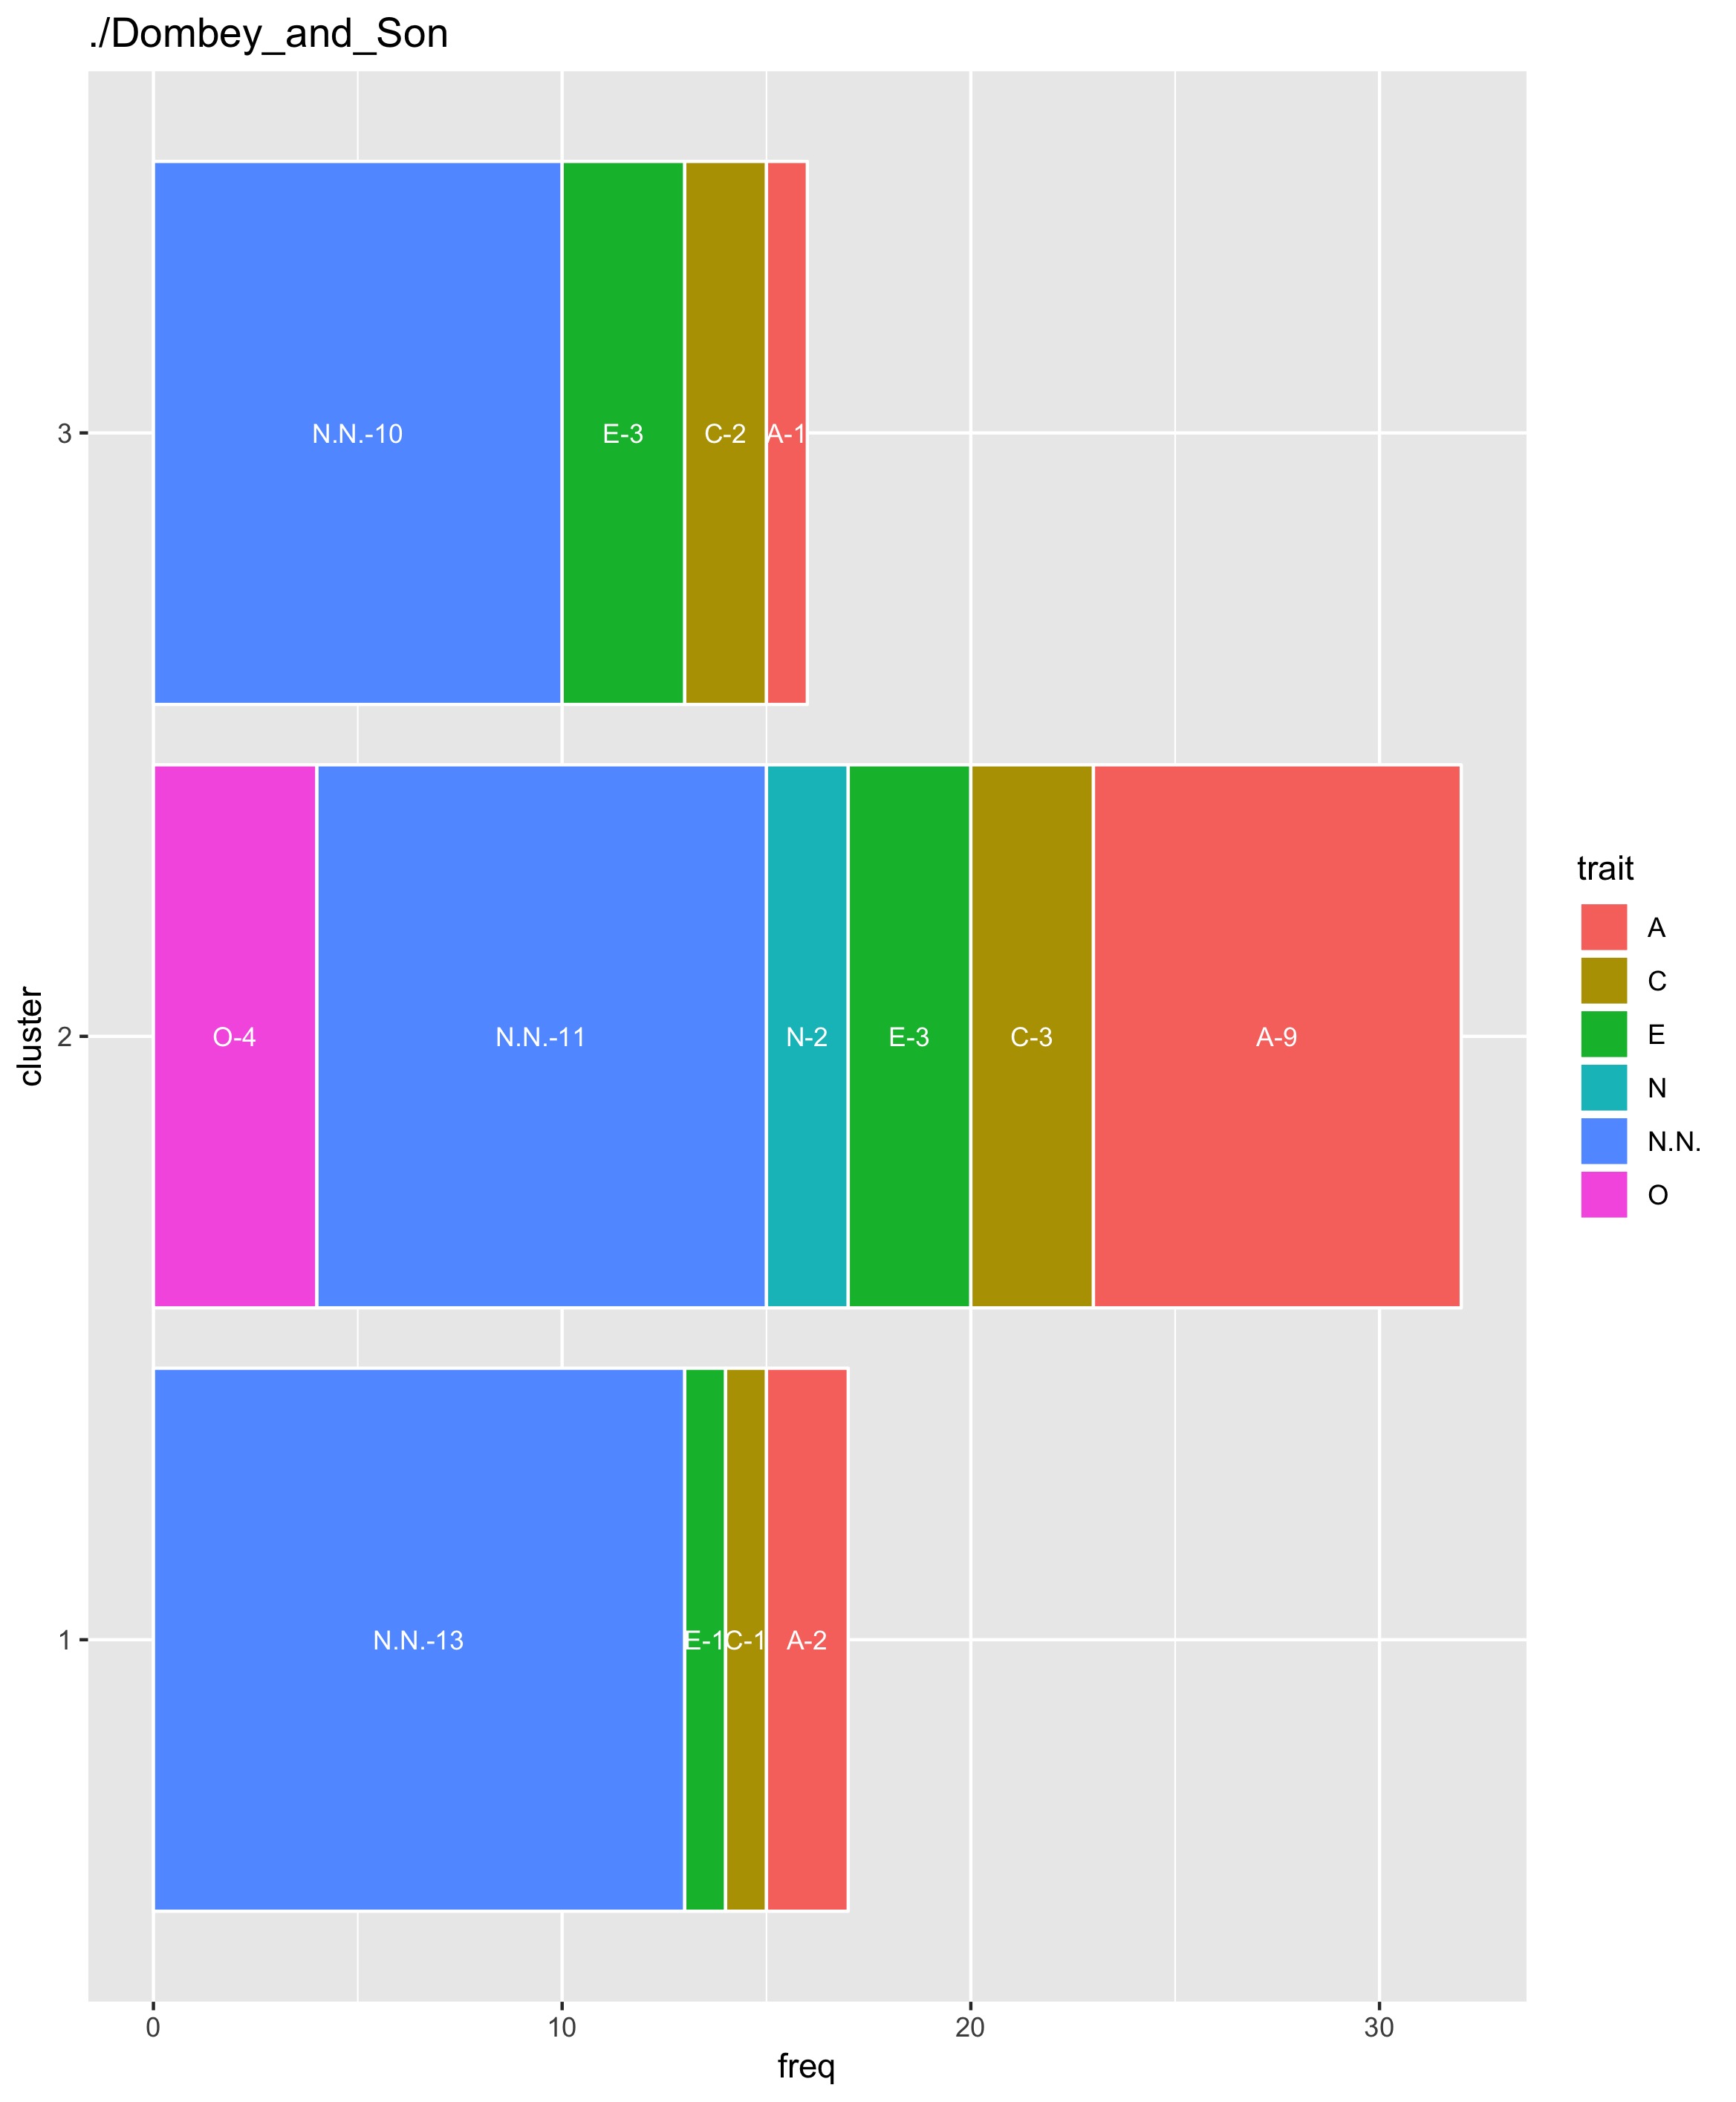 ./Dombey_and_Son
3
N.N.-10 E-3 C-2 A-1
cluster
2
O-4 N.N.-11 N-2 E-3 C-3 A-9
1
N.N.-13 E-1 C-1 A-2
0 10 20 30
freq
trait
A
C
E
N
N.N.
O